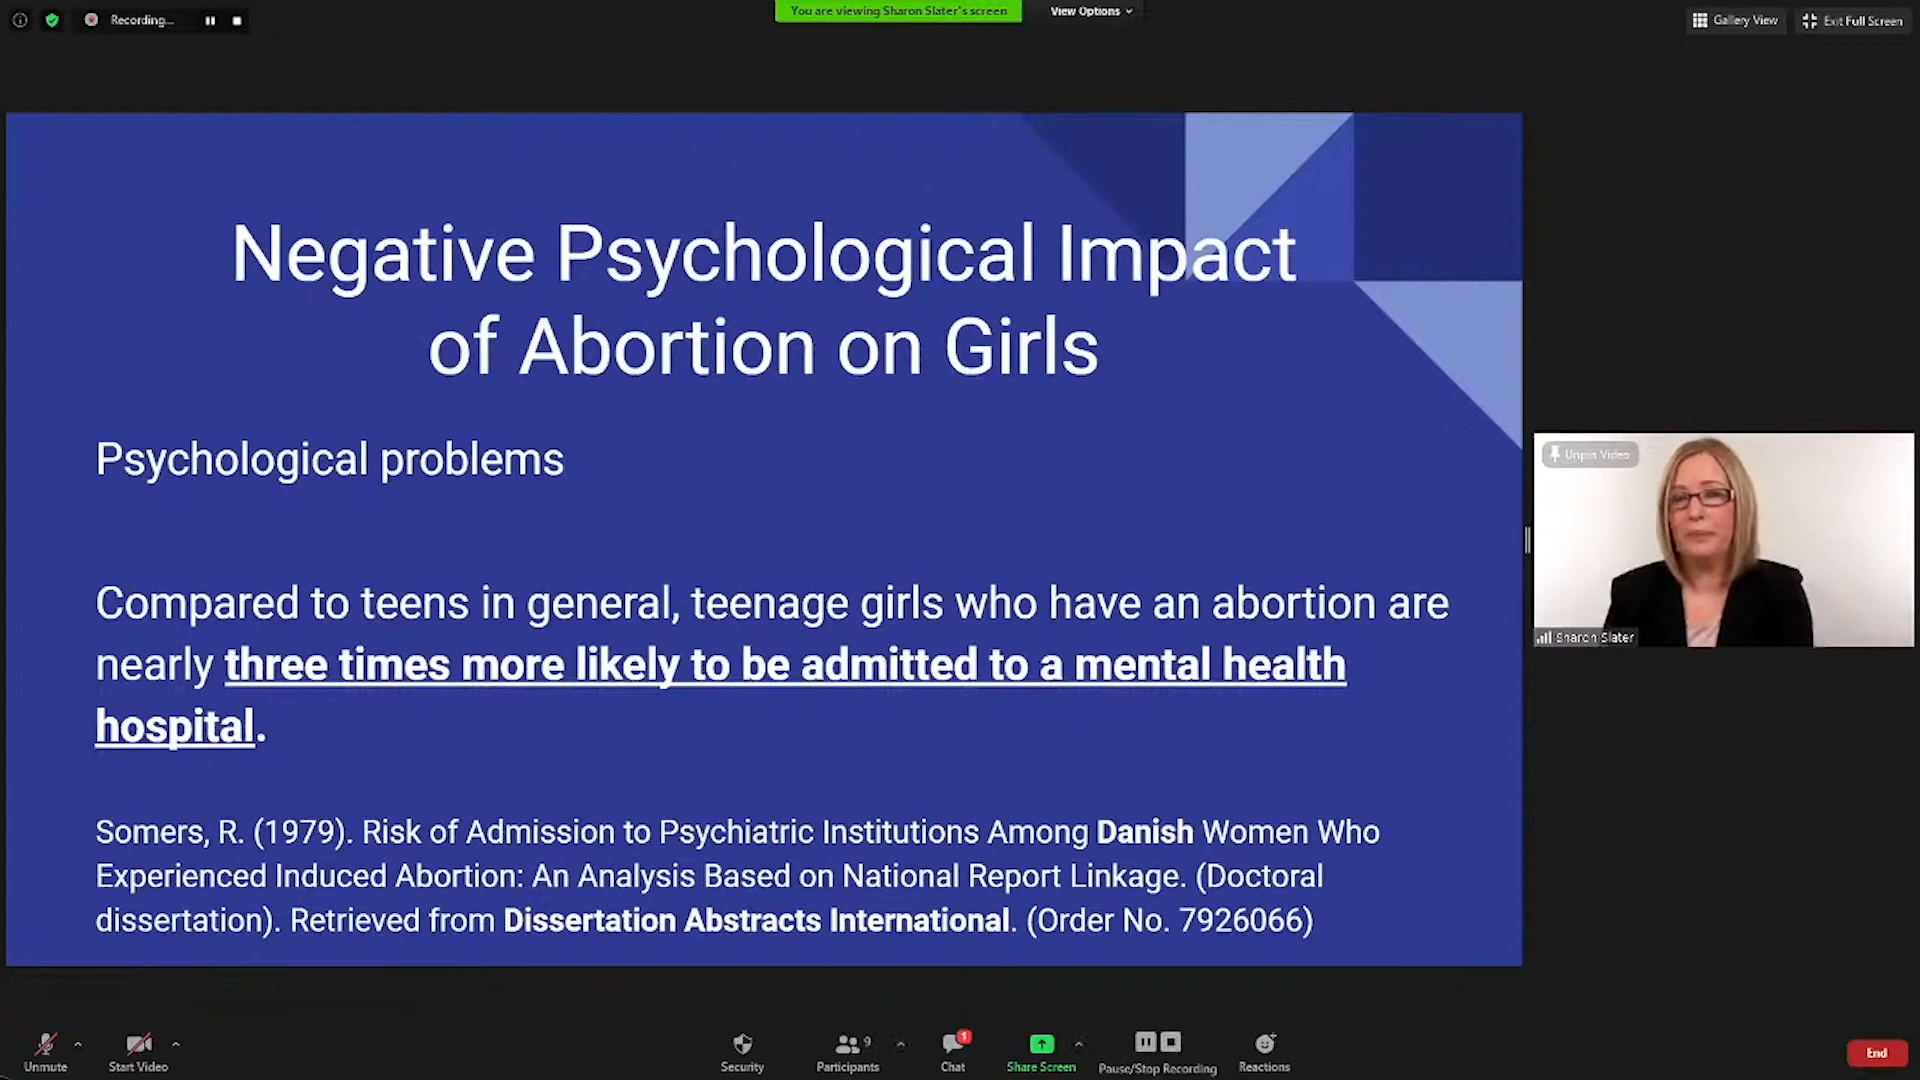 Recording...
You are viewing Sharon Slater's screen
View Options
Gallery View
Exit Full Screen
Negative Psychological Impact
of Abortion on Girls
Psychological problems
Compared to teens in general, teenage girls who have an abortion are
nearly three times more likely to be admitted to a mental health
hospital.
Somers, R. (1979). Risk of Admission to Psychiatric Institutions Among Danish Women Who
Experienced Induced Abortion: An Analysis Based on National Report Linkage. (Doctoral
dissertation). Retrieved from Dissertation Abstracts International. (Order No. 7926066)
Unpin Video
Sharon Slater
Unmute
Start Video
Security
9
Participants
1
Chat
Share Screen
Pause/Stop Recording
Reactions
End